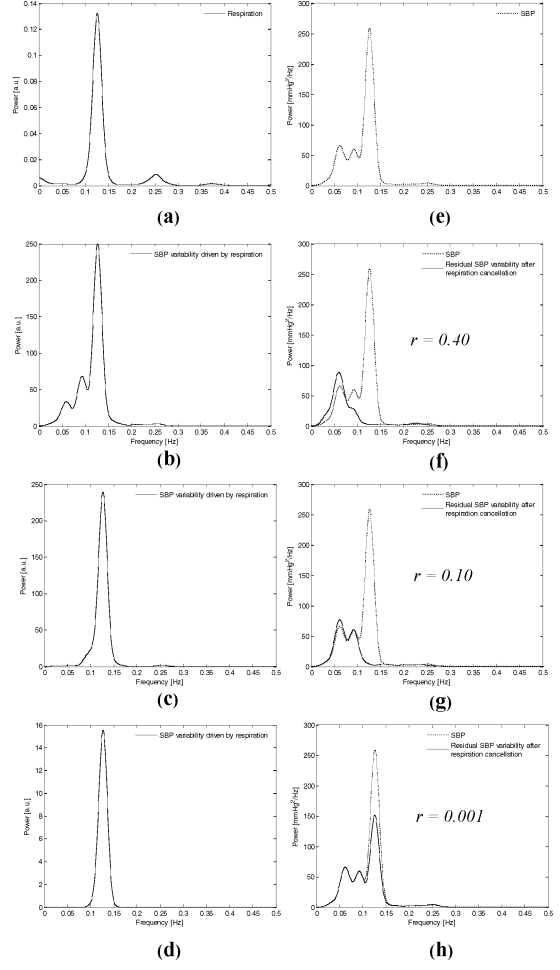 0.14
0.12
0.1
0.08
0.06
0.04
0.02
0
Power [a.u.]
Respiration
0 0.05 0.1 0.15 0.2 0.25 0.3 0.35 0.4 0.45 0.5
(a)
300
250
200
150
100
50
0
Power [mmHg²/Hz]
SBP
0 0.05 0.1 0.15 0.2 0.25 0.3 0.35 0.4 0.45 0.5
(e)
250
200
150
100
50
0
Power [a.u.]
SBP variability driven by respiration
0 0.05 0.1 0.15 0.2 0.25 0.3 0.35 0.4 0.45 0.5
Frequency [Hz]
(b)
300
250
200
150
100
50
0
Power [mmHg²/Hz]
SBP
Residual SBP variability after
respiration cancellation
r = 0.40
0 0.05 0.1 0.15 0.2 0.25 0.3 0.35 0.4 0.45 0.5
Frequency [Hz]
(f)
250
200
150
100
50
0
Power [a.u.]
SBP variability driven by respiration
0 0.05 0.1 0.15 0.2 0.25 0.3 0.35 0.4 0.45 0.5
Frequency [Hz]
(c)
300
250
200
150
100
50
0
Power [mmHg²/Hz]
SBP
Residual SBP variability after
respiration cancellation
r = 0.10
0 0.05 0.1 0.15 0.2 0.25 0.3 0.35 0.4 0.45 0.5
Frequency [Hz]
(g)
16
14
12
10
8
6
4
2
0
Power [a.u.]
SBP variability driven by respiration
0 0.05 0.1 0.15 0.2 0.25 0.3 0.35 0.4 0.45 0.5
Frequency [Hz]
(d)
300
250
200
150
100
50
0
Power [mmHg²/Hz]
SBP
Residual SBP variability after
respiration cancellation
r = 0.001
0 0.05 0.1 0.15 0.2 0.25 0.3 0.35 0.4 0.45 0.5
Frequency [Hz]
(h)